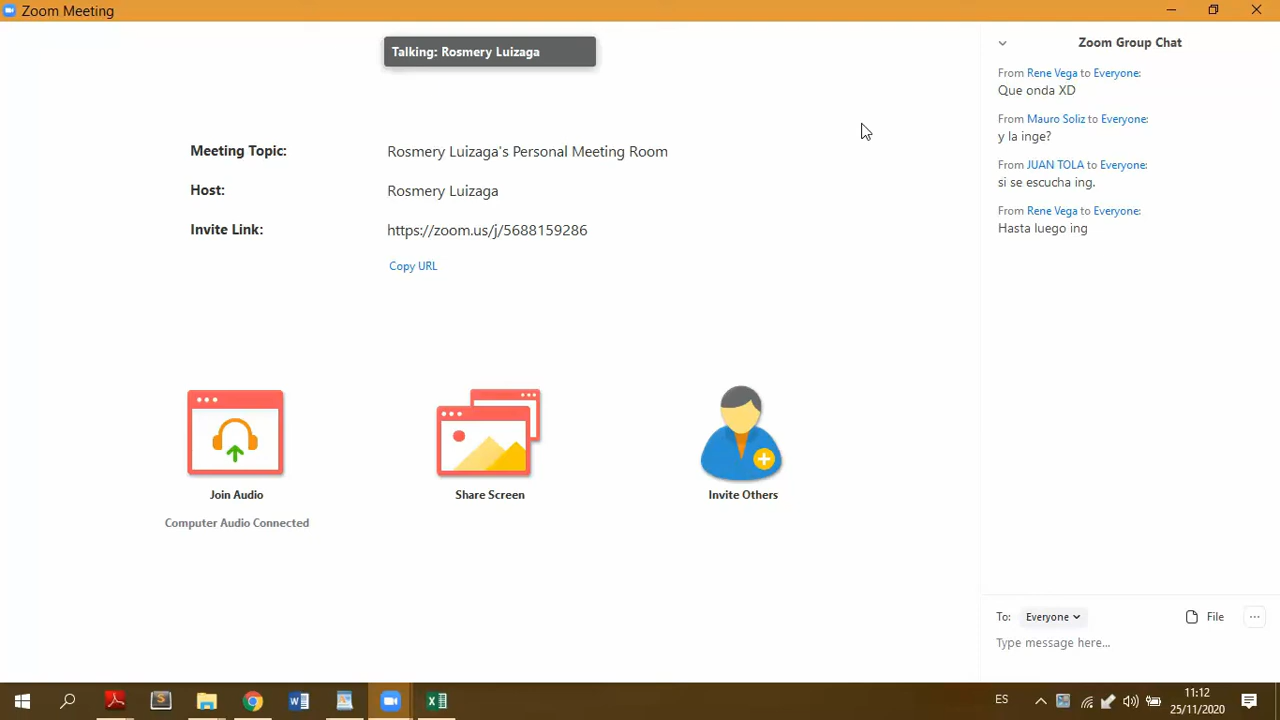 Zoom Meeting
Talking: Rosmery Luizaga
Meeting Topic: Rosmery Luizaga's Personal Meeting Room
Host: Rosmery Luizaga
Invite Link: https://zoom.us/j/5688159286
Copy URL
Join Audio
Share Screen
Invite Others
Computer Audio Connected
Zoom Group Chat
From Rene Vega to Everyone:
Que onda XD
From Mauro Soliz to Everyone:
y la inge?
From JUAN TOLA to Everyone:
si se escucha ing.
From Rene Vega to Everyone:
Hasta luego ing
To: Everyone File
Type message here...
ES
11:12
25/11/2020